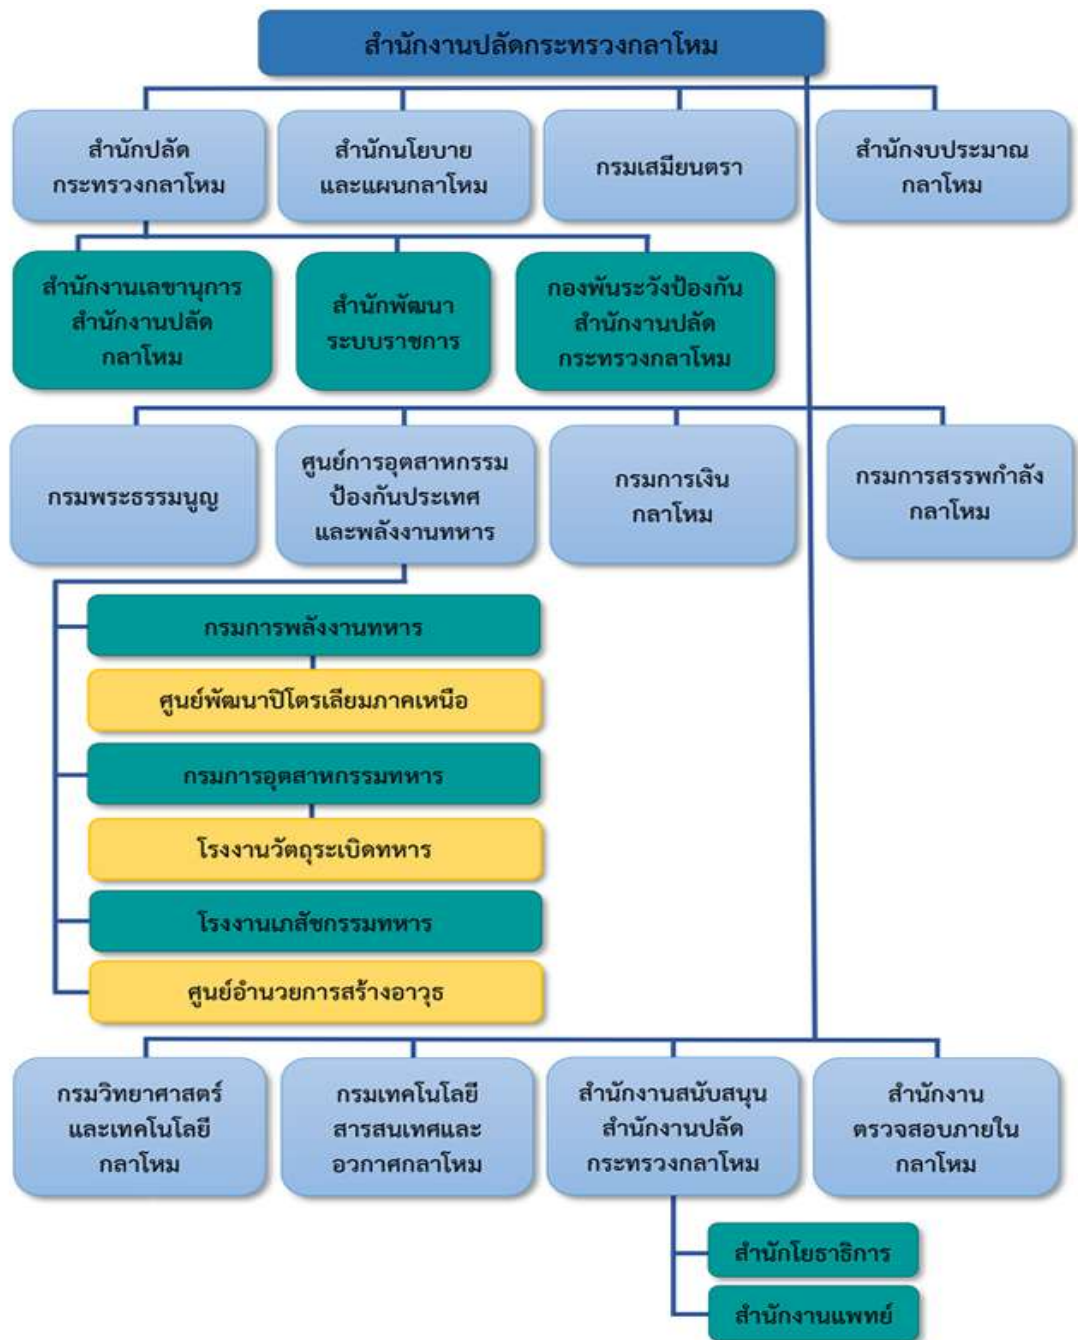 สำนักงานปลัดกระทรวงกลาโหม
สำนักปลัด
กระทรวงกลาโหม
สำนักนโยบาย
และแผนกลาโหม
กรมเสมียนตรา
สำนักงบประมาณ
กลาโหม
สำนักงานเลขานุการ
สำนักงานปลัด
กลาโหม
สำนักพัฒนา
ระบบราชการ
กองพันระวังป้องกัน
สำนักงานปลัด
กระทรวงกลาโหม
กรมพระธรรมนูญ
ศูนย์การอุตสาหกรรม
ป้องกันประเทศ
และพลังงานทหาร
กรมการเงิน
กลาโหม
กรมการสรรพกำลัง
กลาโหม
กรมการพลังงานทหาร
ศูนย์พัฒนาปิโตรเลียมภาคเหนือ
กรมการอุตสาหกรรมทหาร
โรงงานวัตถุระเบิดทหาร
โรงงานเภสัชกรรมทหาร
ศูนย์อำนวยการสร้างอาวุธ
กรมวิทยาศาสตร์
และเทคโนโลยี
กลาโหม
กรมเทคโนโลยี
สารสนเทศและ
อวกาศกลาโหม
สำนักงานสนับสนุน
สำนักงานปลัด
กระทรวงกลาโหม
สำนักงาน
ตรวจสอบภายใน
กลาโหม
สำนักโยธาธิการ
สำนักงานแพทย์